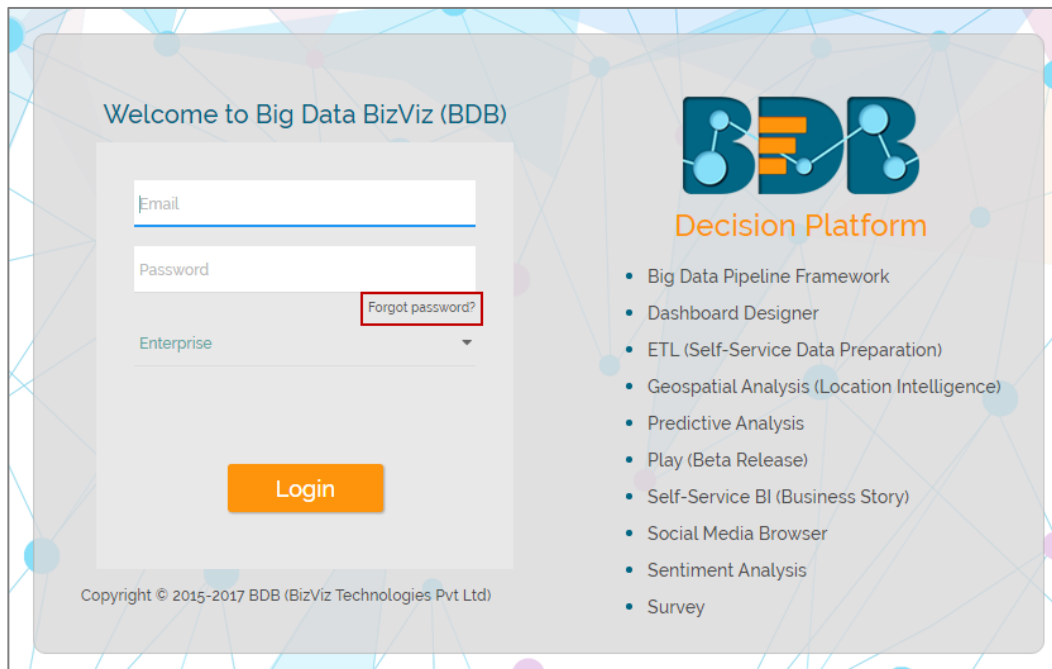 Welcome to Big Data BizViz (BDB)
Email
Password
Forgot password?
Enterprise
Login
Copyright © 2015-2017 BDB (BizViz Technologies Pvt Ltd)
BDB
Decision Platform
Big Data Pipeline Framework
Dashboard Designer
ETL (Self-Service Data Preparation)
Geospatial Analysis (Location Intelligence)
Predictive Analysis
Play (Beta Release)
Self-Service BI (Business Story)
Social Media Browser
Sentiment Analysis
Survey